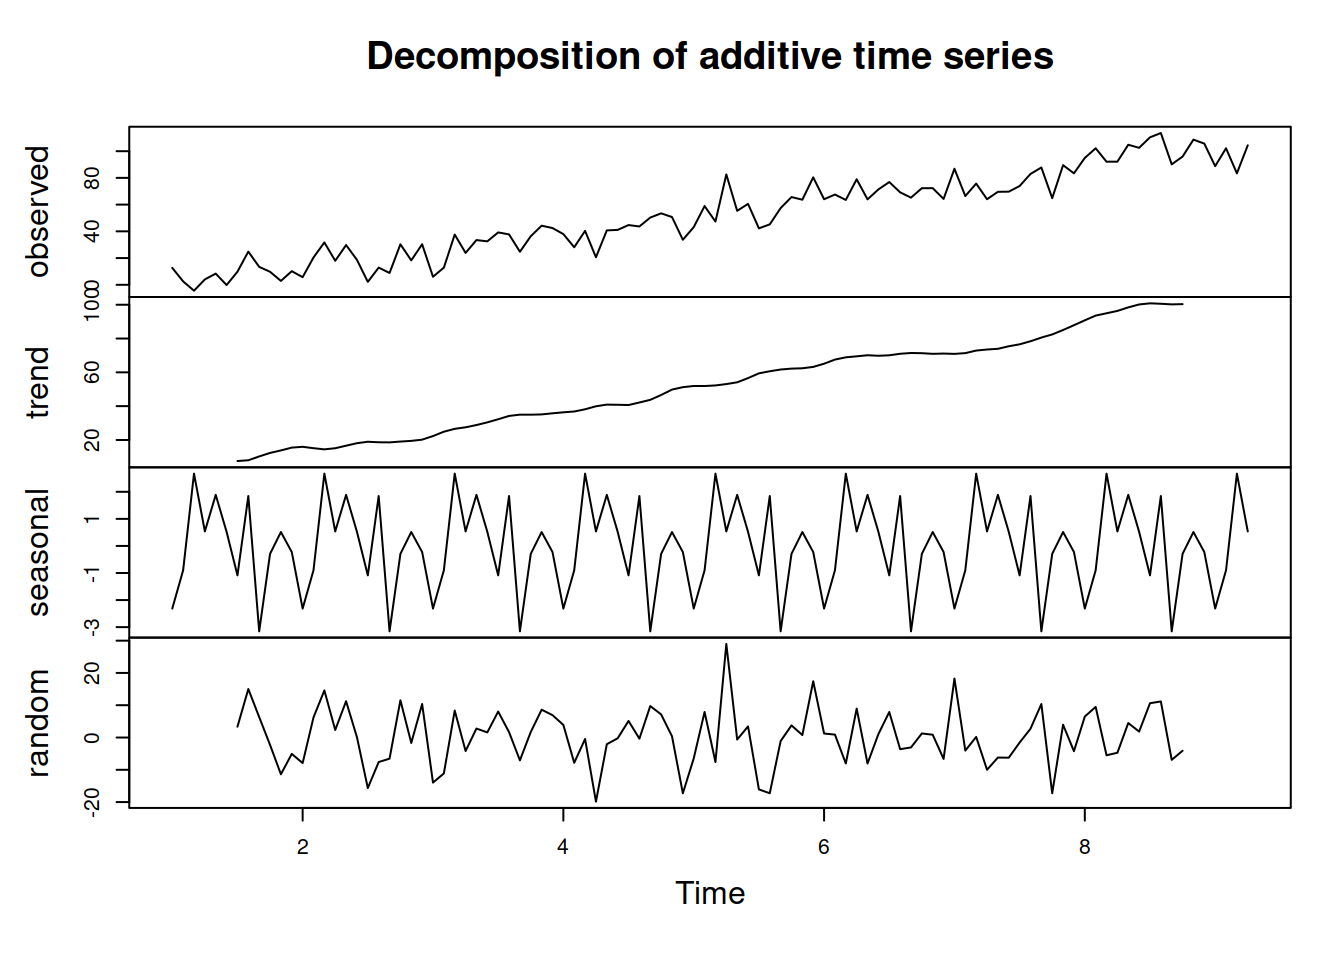 Decomposition of additive time series
observed
80
40
0
trend
100
60
20
seasonal
1
-1
-3
random
20
0
-20
2 4 6 8
Time